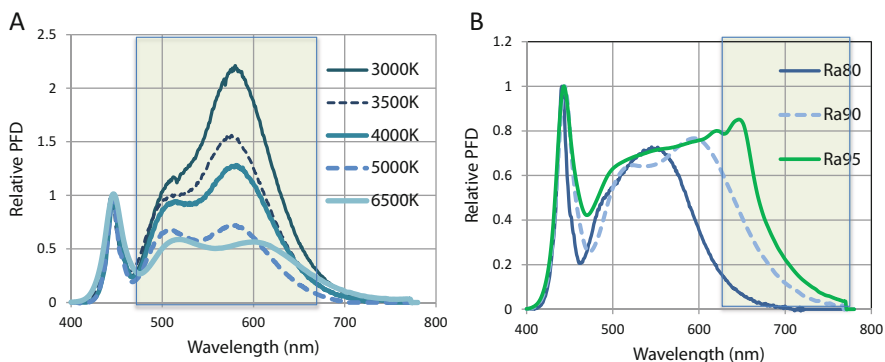 A
Relative PFD
2.5
2
1.5
1
0.5
0
400 500 600 700 800
Wavelength (nm)
3000K
3500K
4000K
5000K
6500K
B
Relative PFD
1.2
1
0.8
0.6
0.4
0.2
0
400 500 600 700 800
Wavelength (nm)
Ra80
Ra90
Ra95